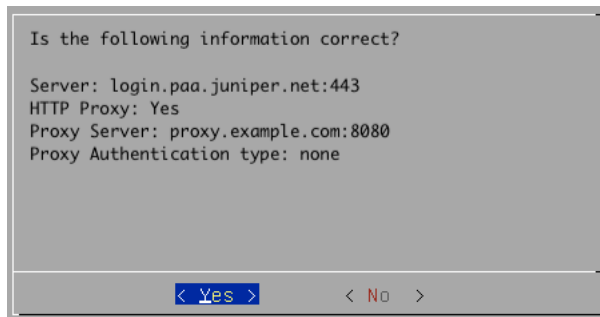 Is the following information correct?
Server: login.paa.juniper.net:443
HTTP Proxy: Yes
Proxy Server: proxy.example.com:8080
Proxy Authentication type: none
< Yes > < No >